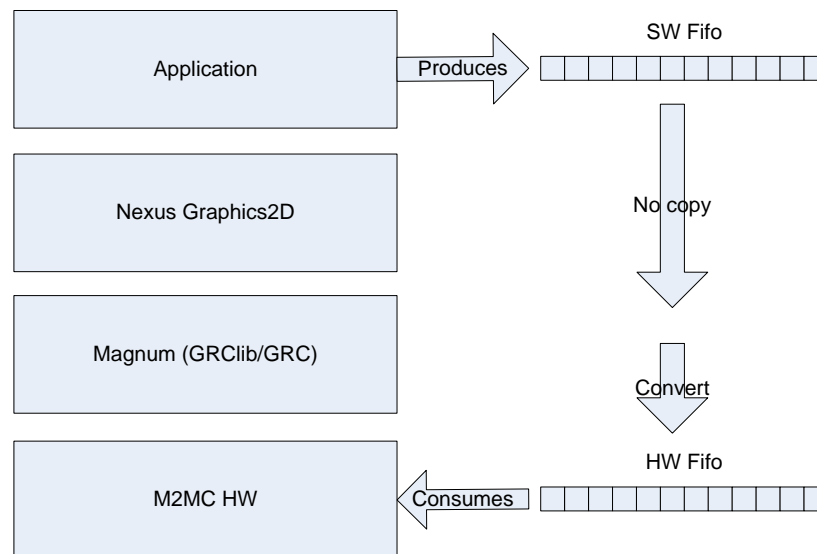 SW Fifo
Application
Produces
Nexus Graphics2D
No copy
Magnum (GRClib/GRC)
Convert
HW Fifo
M2MC HW
Consumes